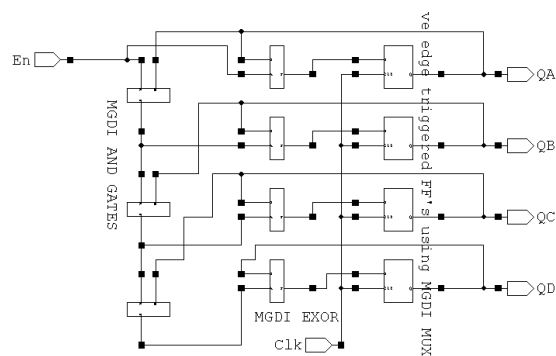 En
QA
QB
QC
QD
MGDI AND GATES
ve edge triggered FF's using MGDI MUX
MGDI EXOR
Clk